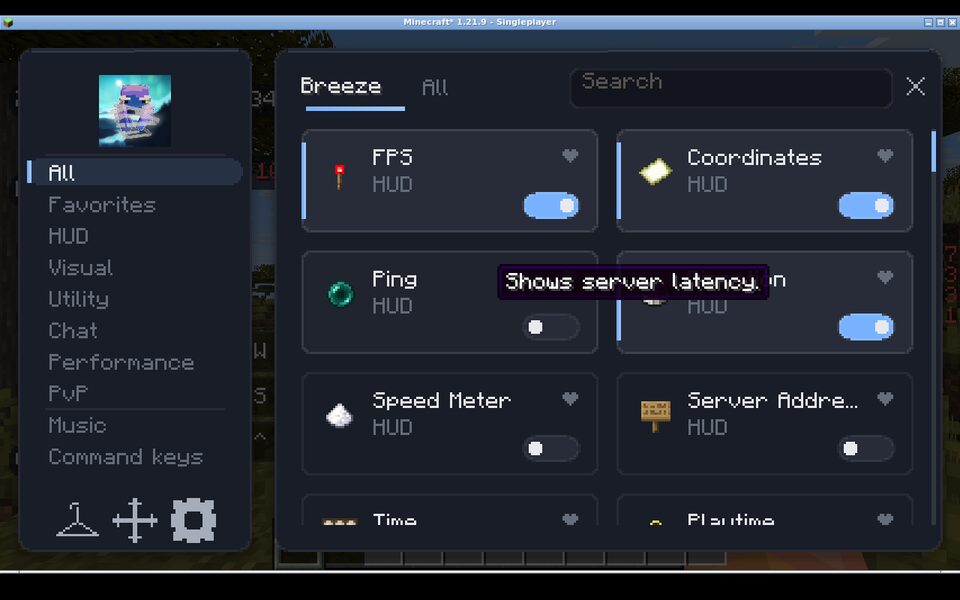 Minecraft* 1.21.9 - Singleplayer
Breeze
All
Search
All
Favorites
HUD
Visual
Utility
Chat
Performance
PvP
Music
Command keys
FPS
HUD
Coordinates
HUD
Ping
HUD
Shows server latency.
HUD
Speed Meter
HUD
Server Addre...
HUD
Time
Playtime
34
W
S